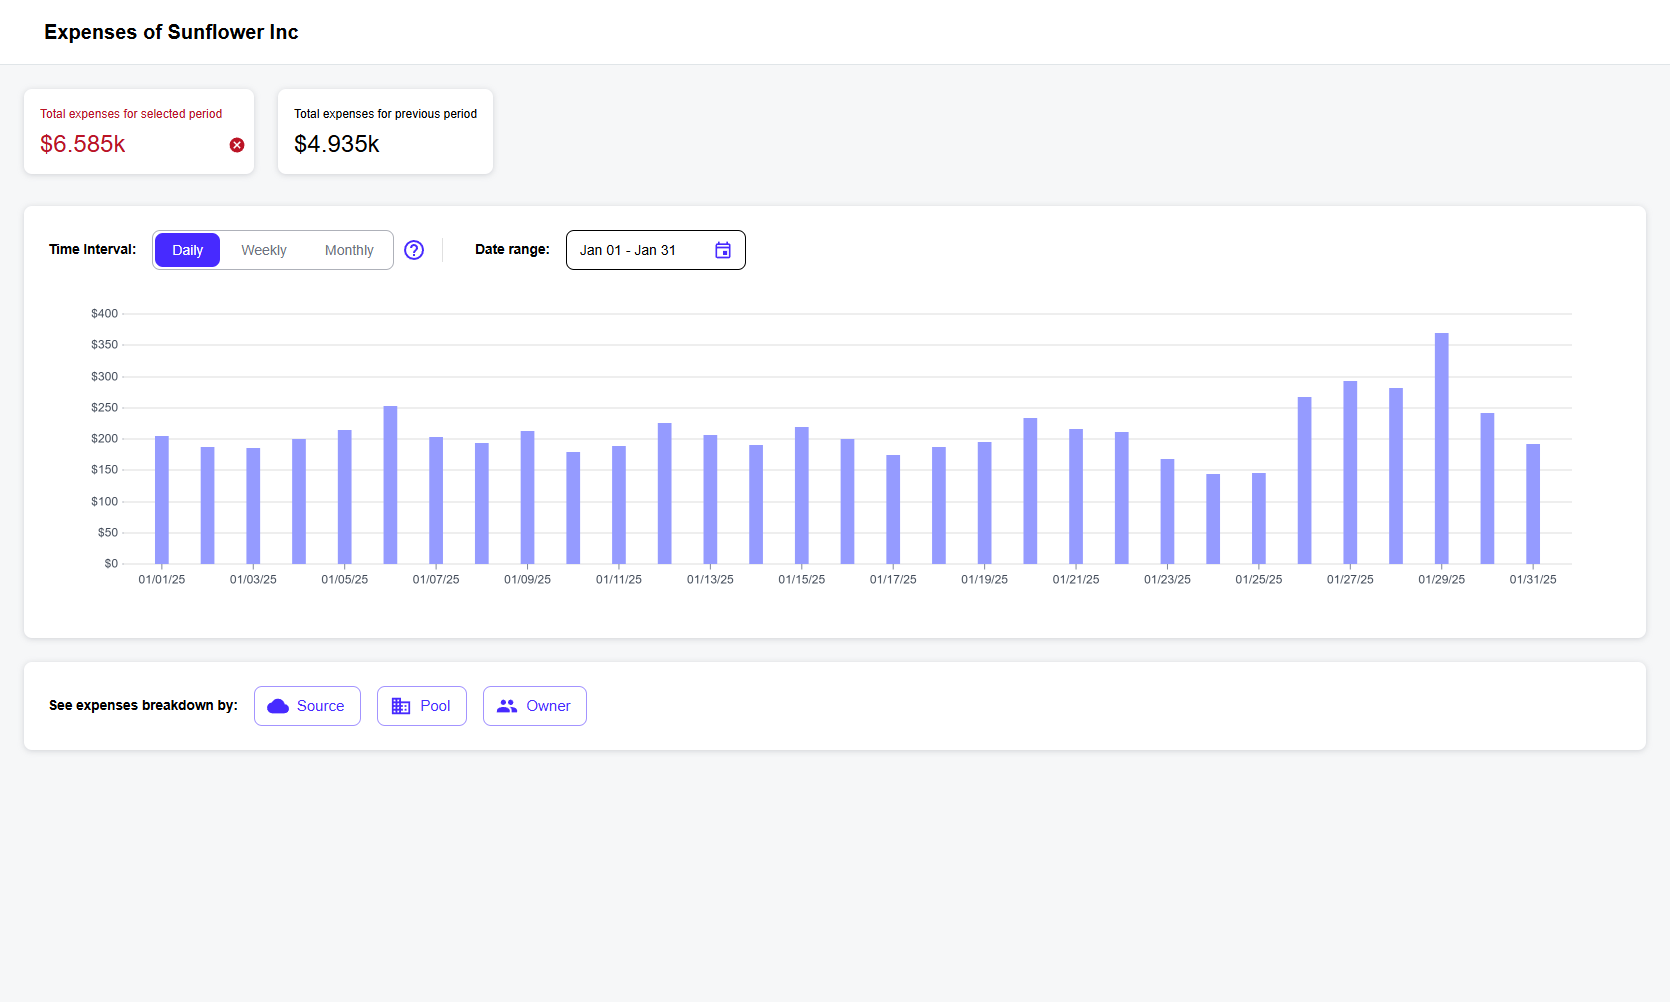 Expenses of Sunflower Inc
Total expenses for selected period
$6.585k
Total expenses for previous period
$4.935k
Time Interval:
Daily
Weekly
Monthly
Date range:
Jan 01 - Jan 31
$400
$350
$300
$250
$200
$150
$100
$50
$0
01/01/25
01/03/25
01/05/25
01/07/25
01/09/25
01/11/25
01/13/25
01/15/25
01/17/25
01/19/25
01/21/25
01/23/25
01/25/25
01/27/25
01/29/25
01/31/25
See expenses breakdown by:
Source
Pool
Owner